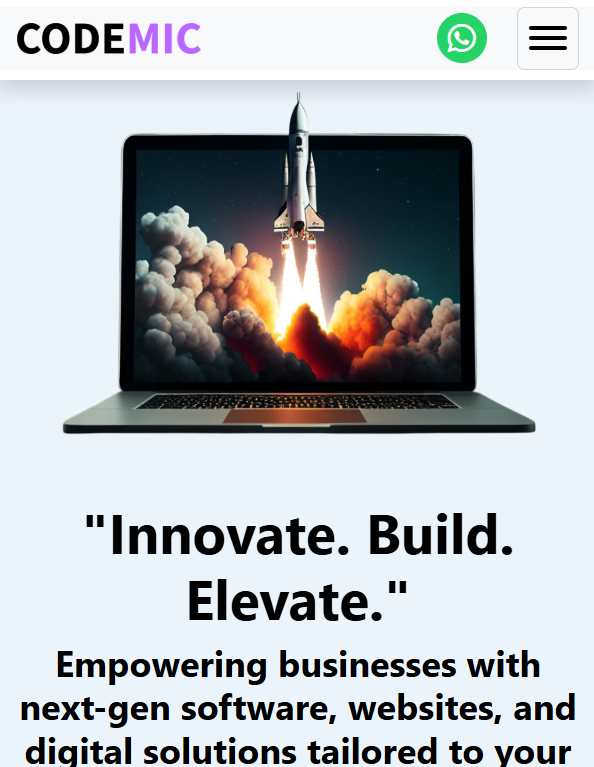 CODEMIC
"Innovate. Build.
Elevate."
Empowering businesses with
next-gen software, websites, and
digital solutions tailored to your